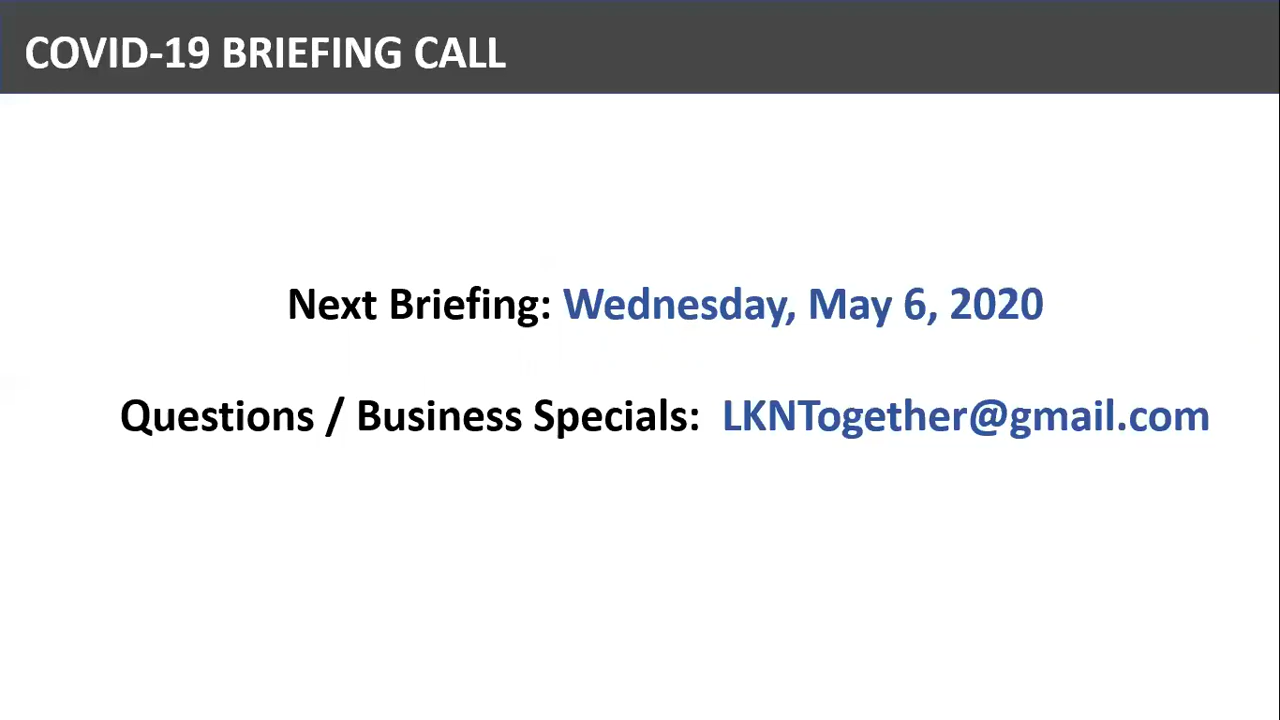 COVID-19 BRIEFING CALL
Next Briefing: Wednesday, May 6, 2020
Questions / Business Specials: LKNTogether@gmail.com